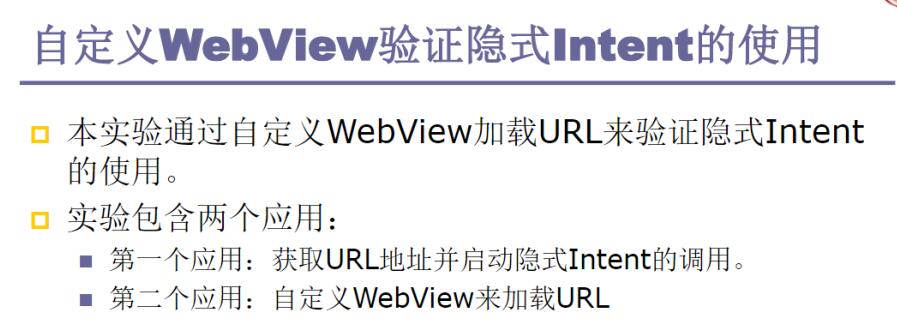 自定义WebView验证隐式Intent的使用
本实验通过自定义WebView加载URL来验证隐式Intent
的使用。
实验包含两个应用：
第一个应用：获取URL地址并启动隐式Intent的调用。
第二个应用：自定义WebView来加载URL